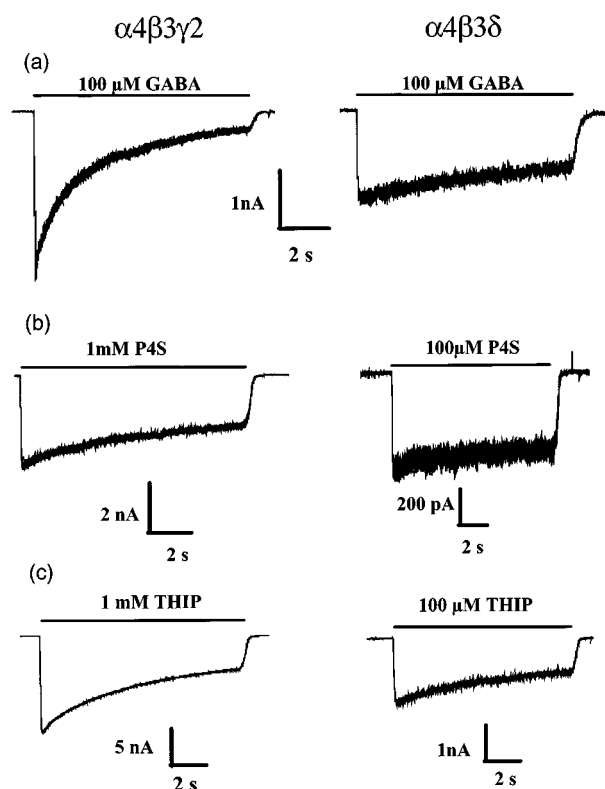 α4β3γ2
α4β3δ
(a)
100 μM GABA
100 μM GABA
1nA
2 s
(b)
1mM P4S
100μM P4S
2 nA
2 s
200 pA
2 s
(c)
1 mM THIP
100 μM THIP
5 nA
2 s
1nA
2 s